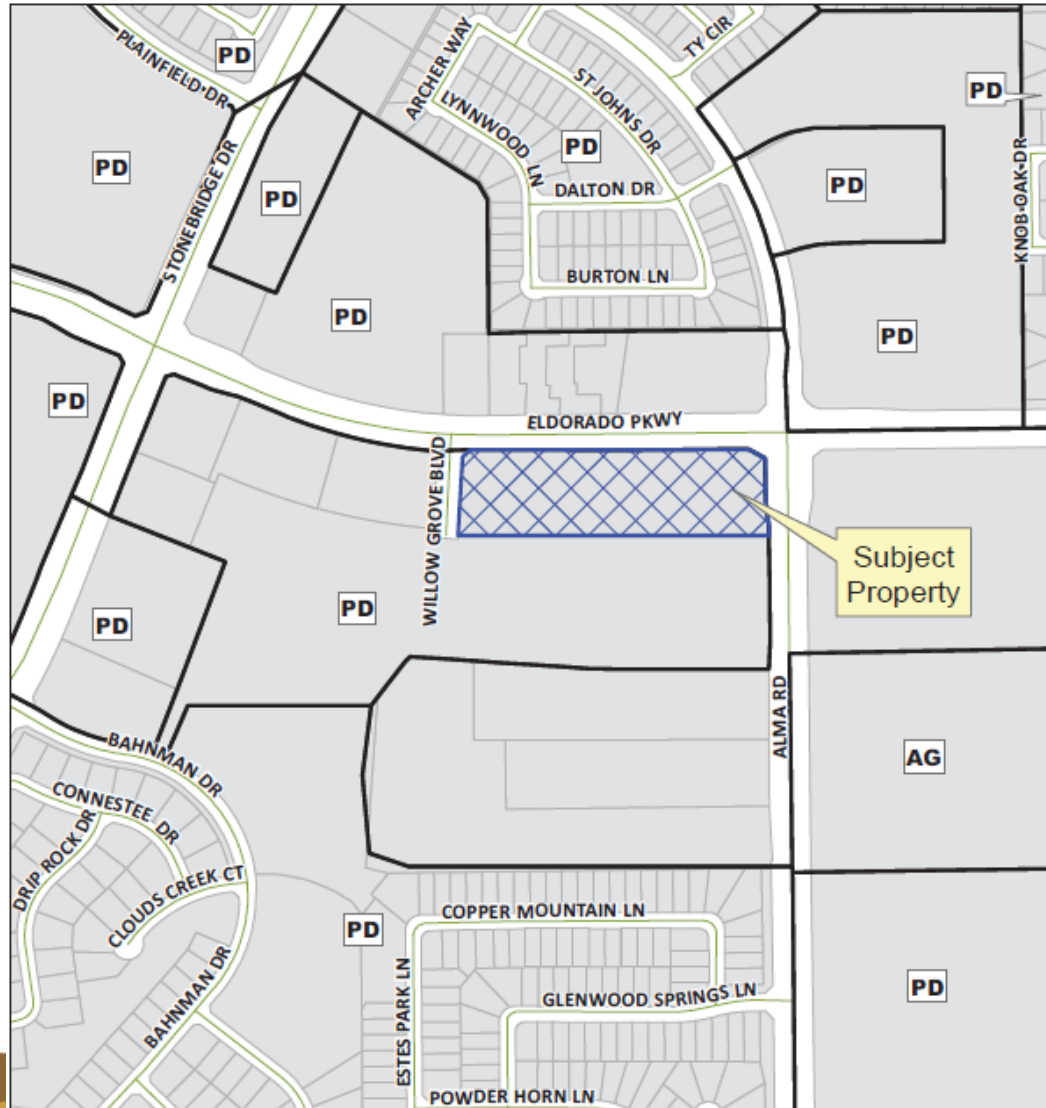 PLAINFIELD DR
PD
ARCHER WAY
TY CIR
ST JOHNS DR
PD
LYNNWOOD LN
PD
PD
KNOB OAK DR
PD
STONEBRIDGE DR
PD
DALTON DR
PD
BURTON LN
PD
PD
PD
ELDORADO PKWY
WILLOW GROVE BLVD
Subject
Property
PD
PD
ALMA RD
AG
BAHNMAN DR
CONNESTEE DR
DRIP ROCK DR
CLOUDS CREEK CT
PD
COPPER MOUNTAIN LN
BAHNMAN DR
ESTES PARK LN
GLENWOOD SPRINGS LN
PD
POWDER HORN LN